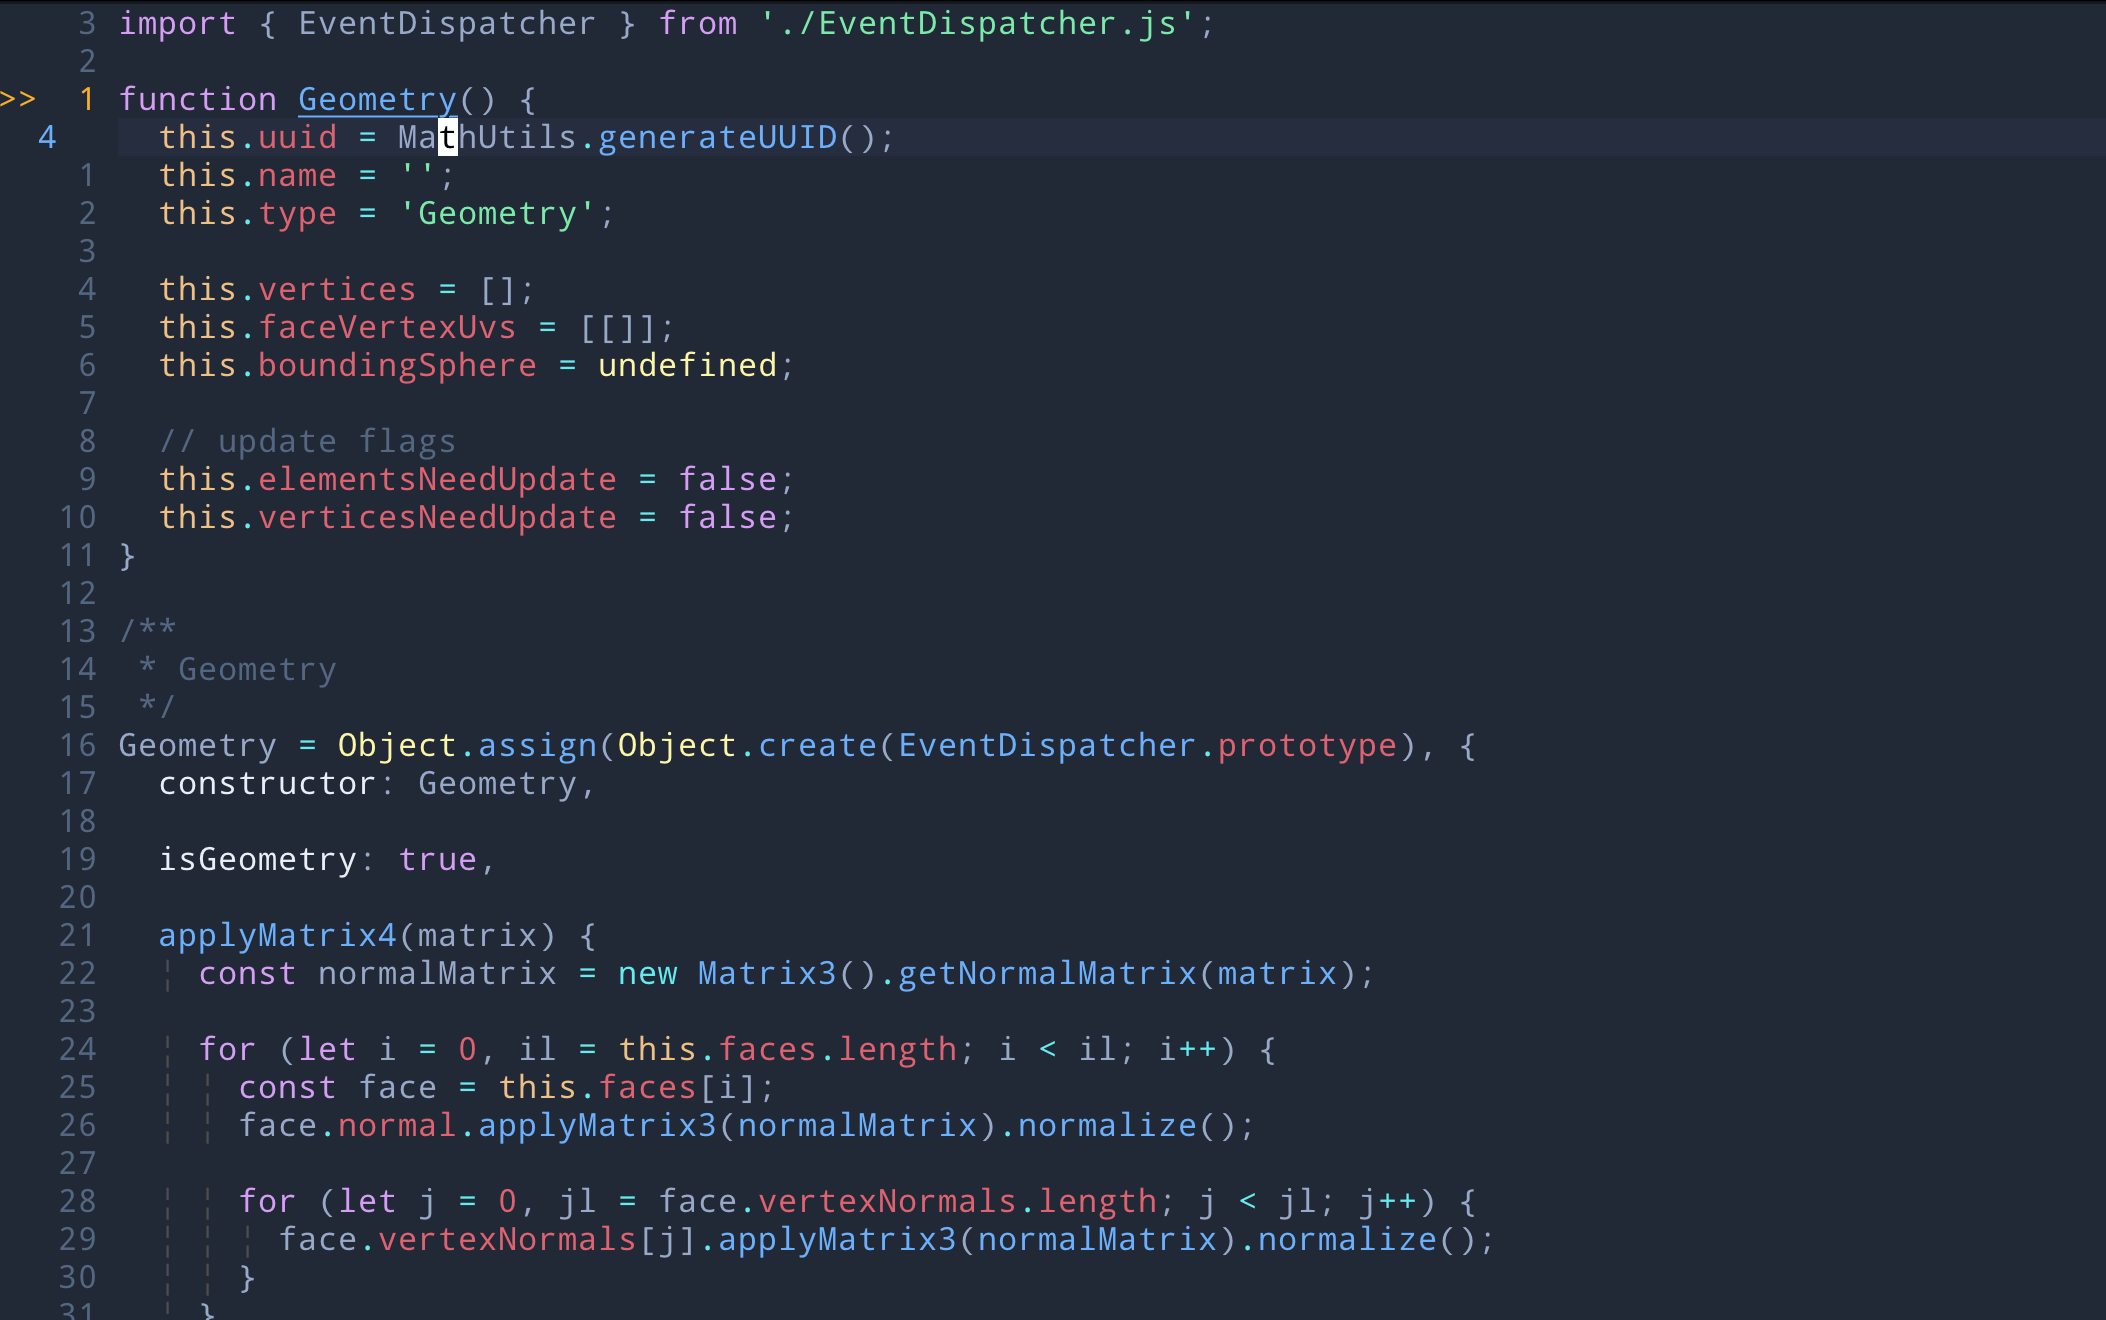 3 import { EventDispatcher } from './EventDispatcher.js';
2
>> 1 function Geometry() {
4   this.uuid = MathUtils.generateUUID();
1   this.name = '';
2   this.type = 'Geometry';
3
4   this.vertices = [];
5   this.faceVertexUvs = [[]];
6   this.boundingSphere = undefined;
7
8   // update flags
9   this.elementsNeedUpdate = false;
10   this.verticesNeedUpdate = false;
11 }
12
13 /**
14  * Geometry
15  */
16 Geometry = Object.assign(Object.create(EventDispatcher.prototype), {
17   constructor: Geometry,
18
19   isGeometry: true,
20
21   applyMatrix4(matrix) {
22     const normalMatrix = new Matrix3().getNormalMatrix(matrix);
23
24     for (let i = 0, il = this.faces.length; i < il; i++) {
25       const face = this.faces[i];
26       face.normal.applyMatrix3(normalMatrix).normalize();
27
28       for (let j = 0, jl = face.vertexNormals.length; j < jl; j++) {
29         face.vertexNormals[j].applyMatrix3(normalMatrix).normalize();
30       }
31     }